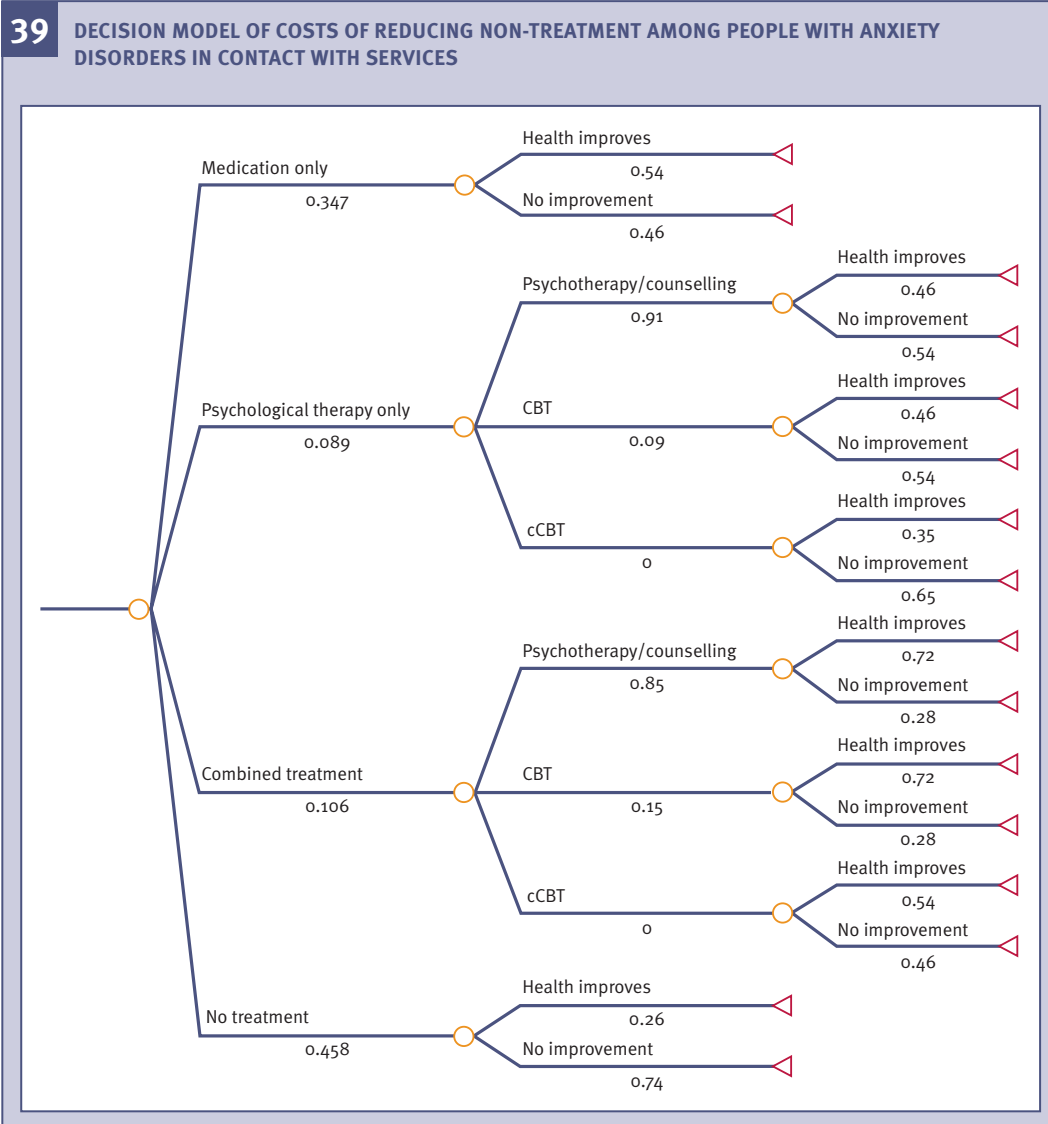 39
DECISION MODEL OF COSTS OF REDUCING NON-TREATMENT AMONG PEOPLE WITH ANXIETY
DISORDERS IN CONTACT WITH SERVICES
Medication only
0.347
Health improves
0.54
No improvement
0.46
Psychological therapy only
0.089
Psychotherapy/counselling
0.91
Health improves
0.46
No improvement
0.54
CBT
0.09
Health improves
0.46
No improvement
0.54
cCBT
0
Health improves
0.35
No improvement
0.65
Combined treatment
0.106
Psychotherapy/counselling
0.85
Health improves
0.72
No improvement
0.28
CBT
0.15
Health improves
0.72
No improvement
0.28
cCBT
0
Health improves
0.54
No improvement
0.46
No treatment
0.458
Health improves
0.26
No improvement
0.74